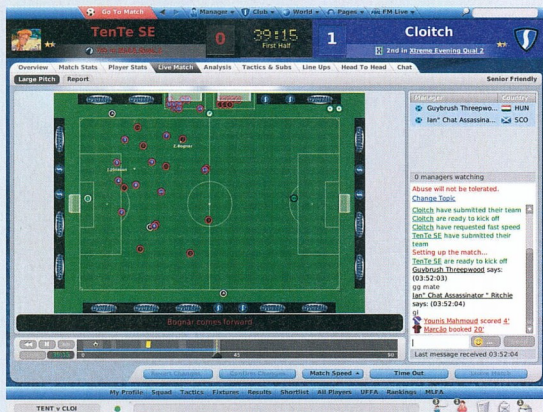 Go To Match
Manager
Club
World
Pages
FM Live
TenTe SE
0
39:15
First Half
1
Cloitch
2nd in Xtreme Evening Qual 2
Overview
Match Stats
Player Stats
Live Match
Analysis
Tactics & Subs
Line Ups
Head To Head
Chat
Large Pitch
Report
Senior Friendly
Manager
Country
Guybrush Threepwo...
HUN
Ian" Chat Assassina...
SCO
0 managers watching
Abuse will not be tolerated.
Change Topic
Cloitch have submitted their team
Cloitch are ready to kick off
Cloitch have requested fast speed
TenTe SE have submitted their
team
Setting up the match...
TenTe SE are ready to kick off
Guybrush Threepwood says:
(03:52:03)
gg mate
Ian" Chat Assassinator " Ritchie
says: (03:52:04)
gl
Younis Mahmoud scored 4'
Marcão booked 20'
Last message received 03:52:04
Bognar comes forward
0
45
90
Match Speed
Time Out
My Profile
Squad
Tactics
Fixtures
Results
Shortlist
All Players
UFFA
Rankings
MLFA
TENT v CLOI